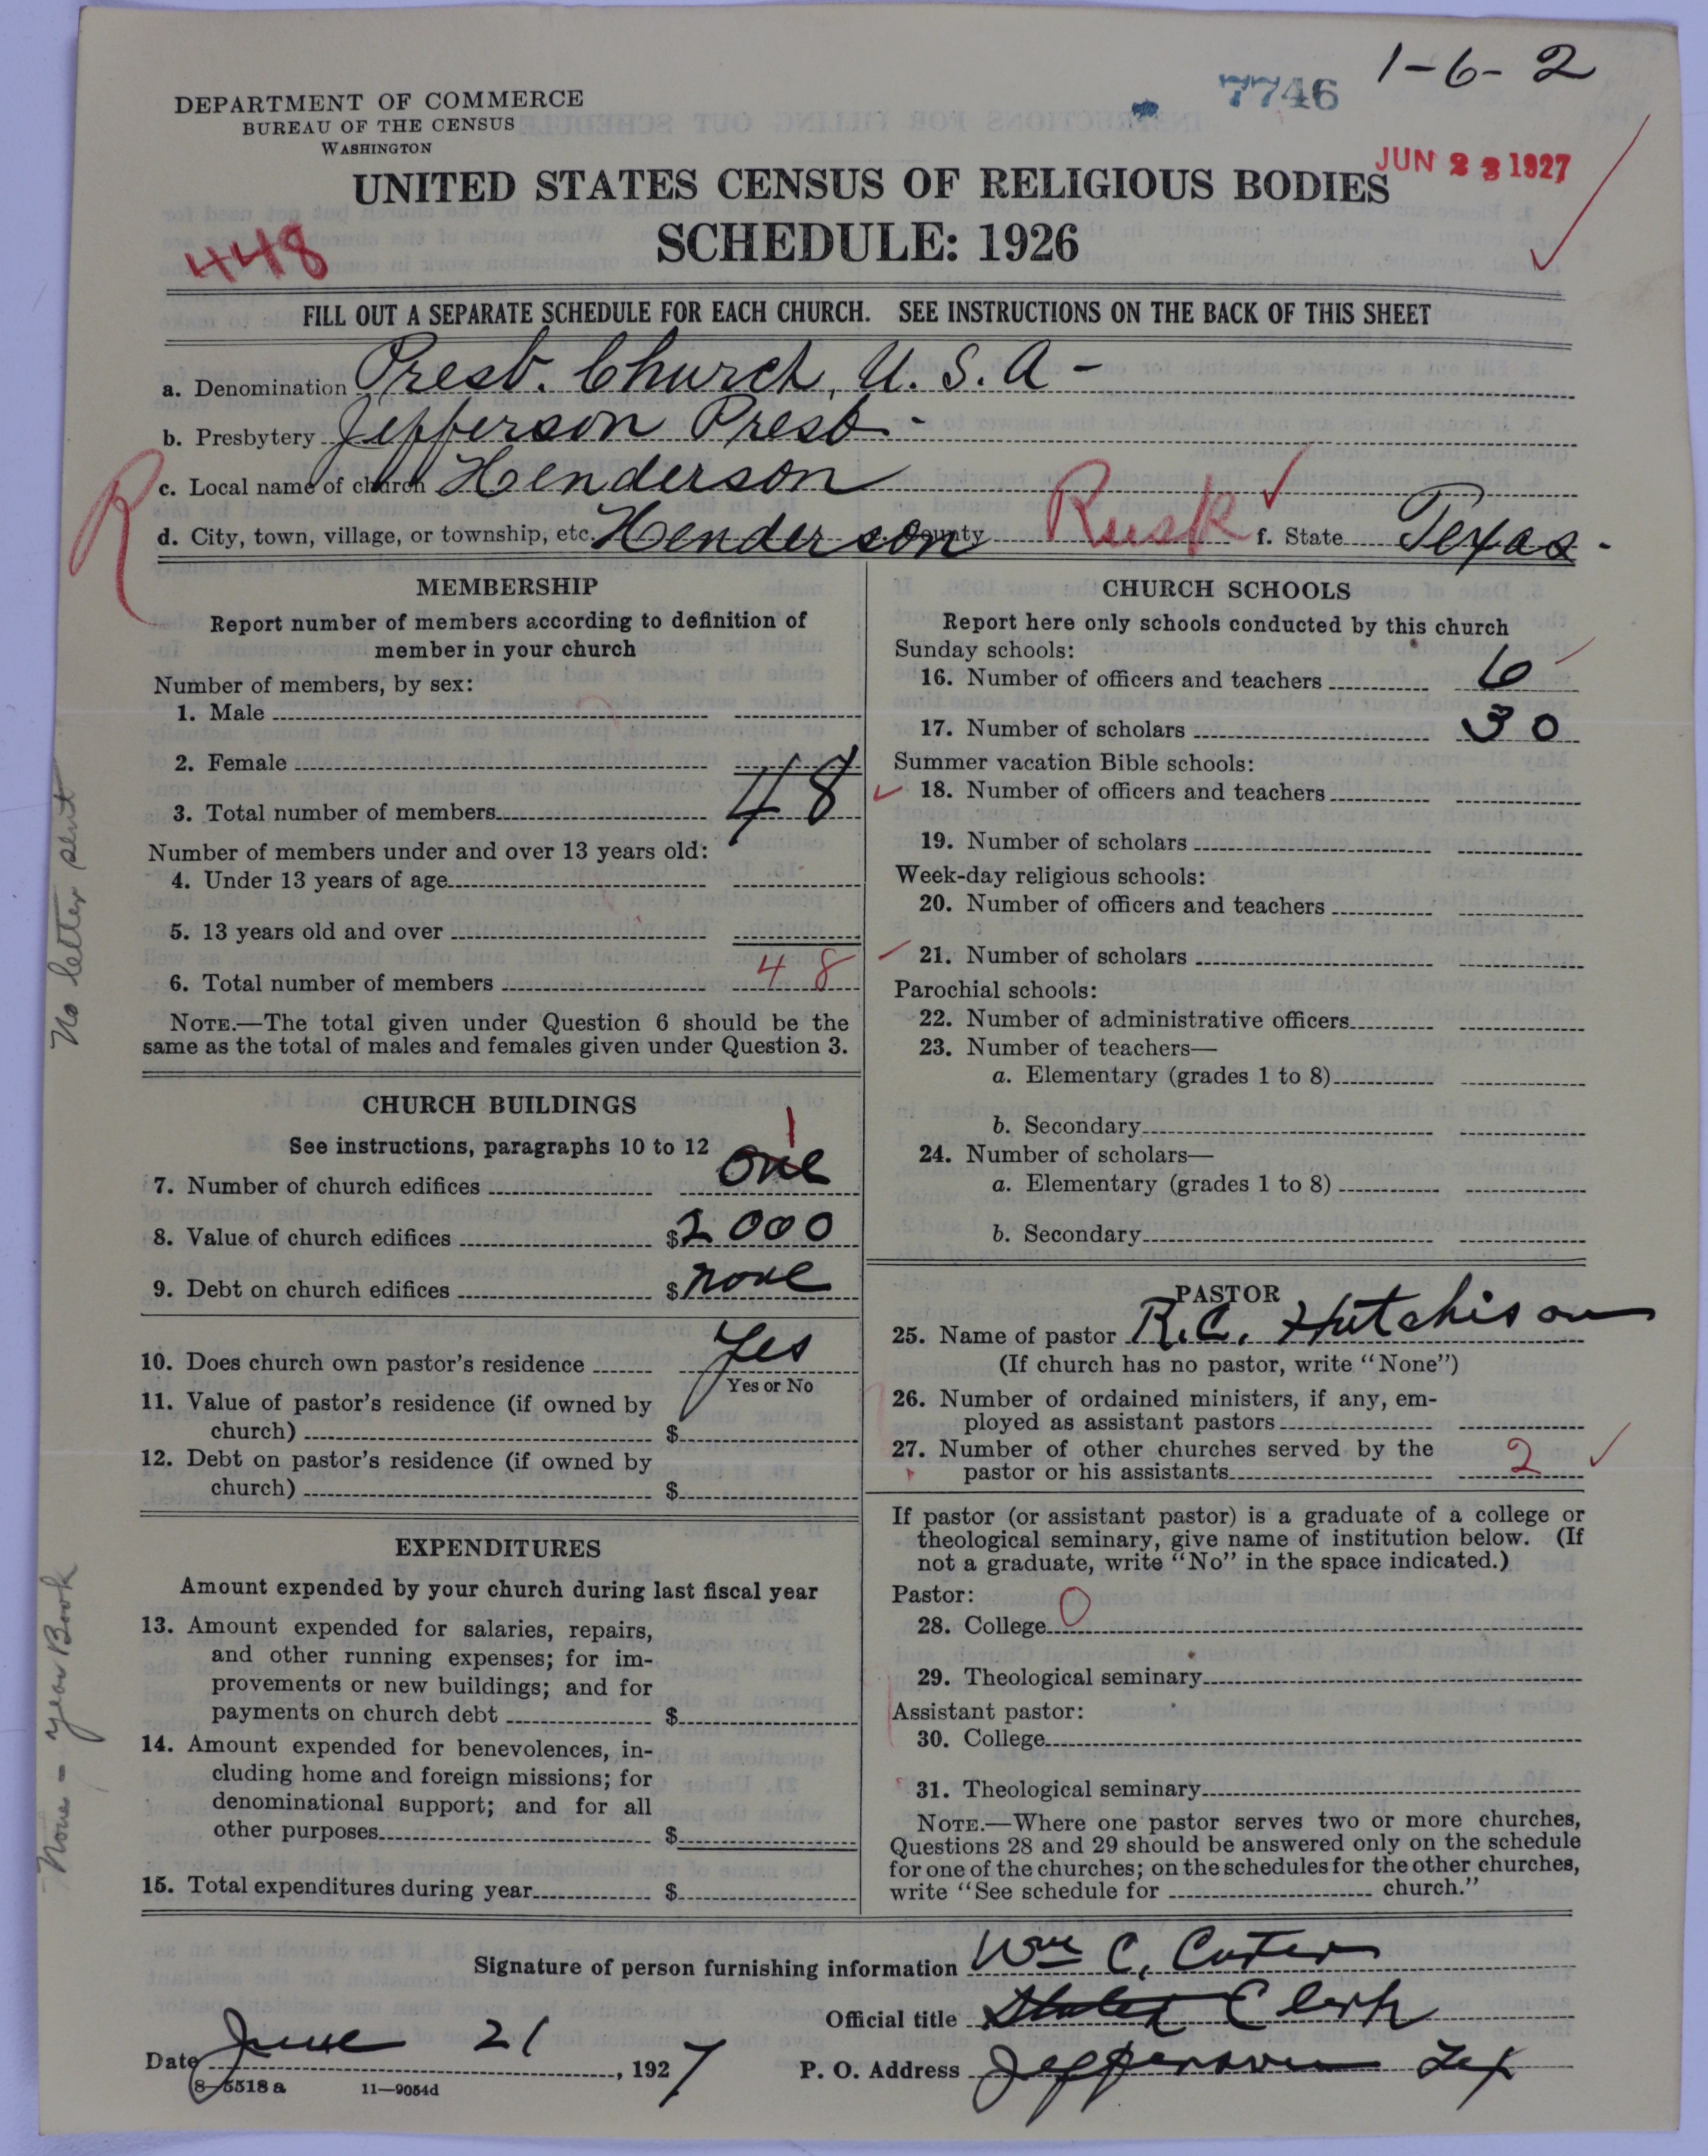 1-6-2
7746
DEPARTMENT OF COMMERCE
BUREAU OF THE CENSUS
WASHINGTON
JUN 23 1927
UNITED STATES CENSUS OF RELIGIOUS BODIES
SCHEDULE: 1926
448
FILL OUT A SEPARATE SCHEDULE FOR EACH CHURCH. SEE INSTRUCTIONS ON THE BACK OF THIS SHEET
a. Denomination Presb. Church, U.S.A -
b. Presbytery Jefferson Presb -
R
c. Local name of church Henderson
d. City, town, village, or township, etc. Henderson County Rusk f. State Texas.
MEMBERSHIP
Report number of members according to definition of
member in your church
Number of members, by sex:
1. Male
2. Female
3. Total number of members 48
Number of members under and over 13 years old:
4. Under 13 years of age
5. 13 years old and over
6. Total number of members 48
NOTE.—The total given under Question 6 should be the
same as the total of males and females given under Question 3.
No letter sent
CHURCH BUILDINGS
See instructions, paragraphs 10 to 12
1
7. Number of church edifices one
8. Value of church edifices $2000
9. Debt on church edifices $none
10. Does church own pastor's residence Yes
Yes or No
11. Value of pastor's residence (if owned by
church) $
12. Debt on pastor's residence (if owned by
church) $
EXPENDITURES
Amount expended by your church during last fiscal year
13. Amount expended for salaries, repairs,
and other running expenses; for im-
provements or new buildings; and for
payments on church debt $
14. Amount expended for benevolences, in-
cluding home and foreign missions; for
denominational support; and for all
other purposes $
15. Total expenditures during year $
None - year Book
CHURCH SCHOOLS
Report here only schools conducted by this church
Sunday schools:
16. Number of officers and teachers 6
17. Number of scholars 30
Summer vacation Bible schools:
18. Number of officers and teachers
19. Number of scholars
Week-day religious schools:
20. Number of officers and teachers
21. Number of scholars
Parochial schools:
22. Number of administrative officers
23. Number of teachers—
a. Elementary (grades 1 to 8)
b. Secondary
24. Number of scholars—
a. Elementary (grades 1 to 8)
b. Secondary
PASTOR
25. Name of pastor R.C. Hutchison
(If church has no pastor, write "None")
26. Number of ordained ministers, if any, em-
ployed as assistant pastors
27. Number of other churches served by the
pastor or his assistants 2
If pastor (or assistant pastor) is a graduate of a college or
theological seminary, give name of institution below. (If
not a graduate, write "No" in the space indicated.)
Pastor:
28. College 0
29. Theological seminary
Assistant pastor:
30. College
31. Theological seminary
NOTE.—Where one pastor serves two or more churches,
Questions 28 and 29 should be answered only on the schedule
for one of the churches; on the schedules for the other churches,
write "See schedule for church."
Signature of person furnishing information Wm C. Carter
Official title Stated Clerk
Date June 21, 1927 P. O. Address Jefferson Tex
8-5518a 11-9054d